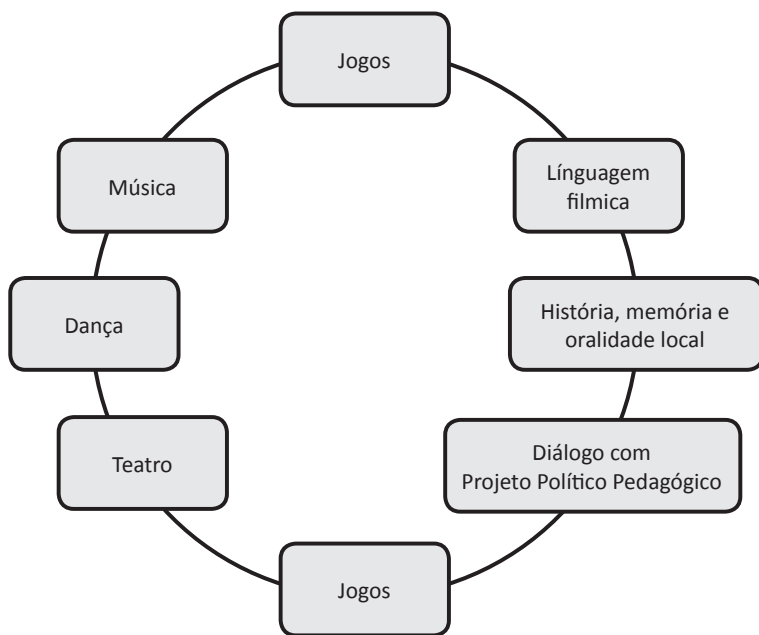 Jogos
Música
Línguagem
filmica
Dança
História, memória e
oralidade local
Teatro
Diálogo com
Projeto Político Pedagógico
Jogos